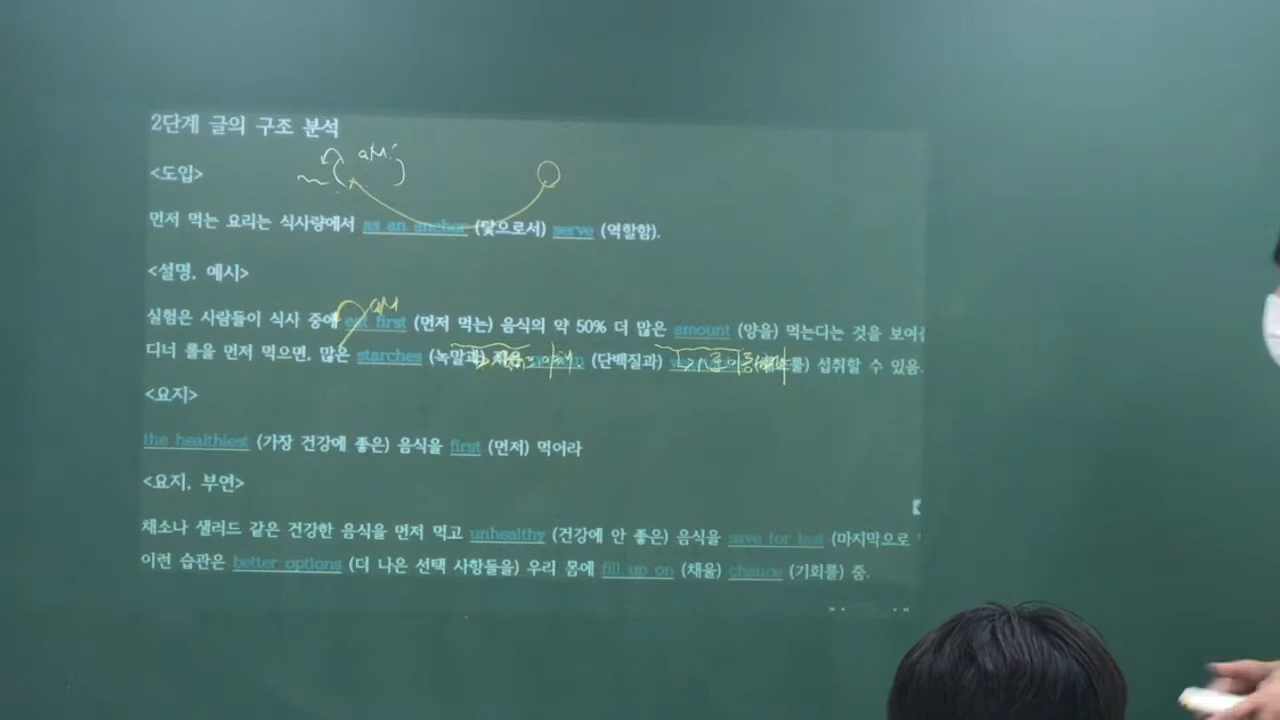 2단계 글의 구조 분석
<도입>
먼저 먹는 요리는 식사량에서 as an anchor (닻으로서) serve (역할함).
<설명, 예시>
실험은 사람들이 식사 중에 eat first (먼저 먹는) 음식의 약 50% 더 많은 amount (양을) 먹는디는 것을 보여
디너 롤을 먼저 먹으면, 많은 starches (녹말과) 적은 (단백질과) 섭취할 수 있음.
<요지>
the healthiest (가장 건강에 좋은) 음식을 first (먼저) 먹어라
<요지, 부연>
채소나 샐러드 같은 건강한 음식을 먼저 먹고 unhealthy (건강에 안 좋은) 음식을 save for last (마지막으로
이런 습관은 better options (더 나은 선택 사항들을) 우리 몸에 fill up on (채울) chance (기회를) 중.